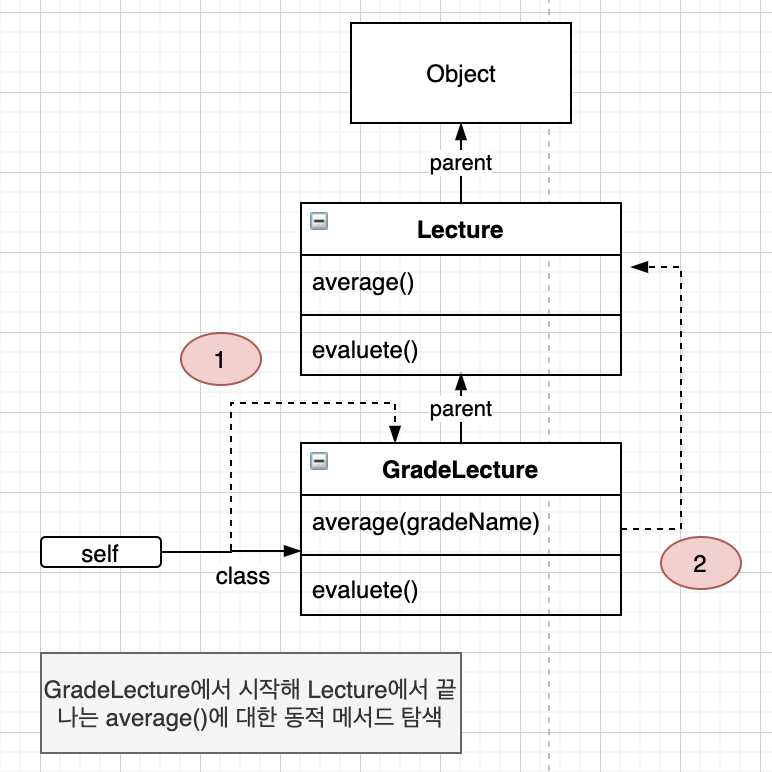 Object
parent
Lecture
average()
evaluete()
1
parent
GradeLecture
average(gradeName)
self
class
2
evaluete()
GradeLecture에서 시작해 Lecture에서 끝
나는 average()에 대한 동적 메서드 탐색